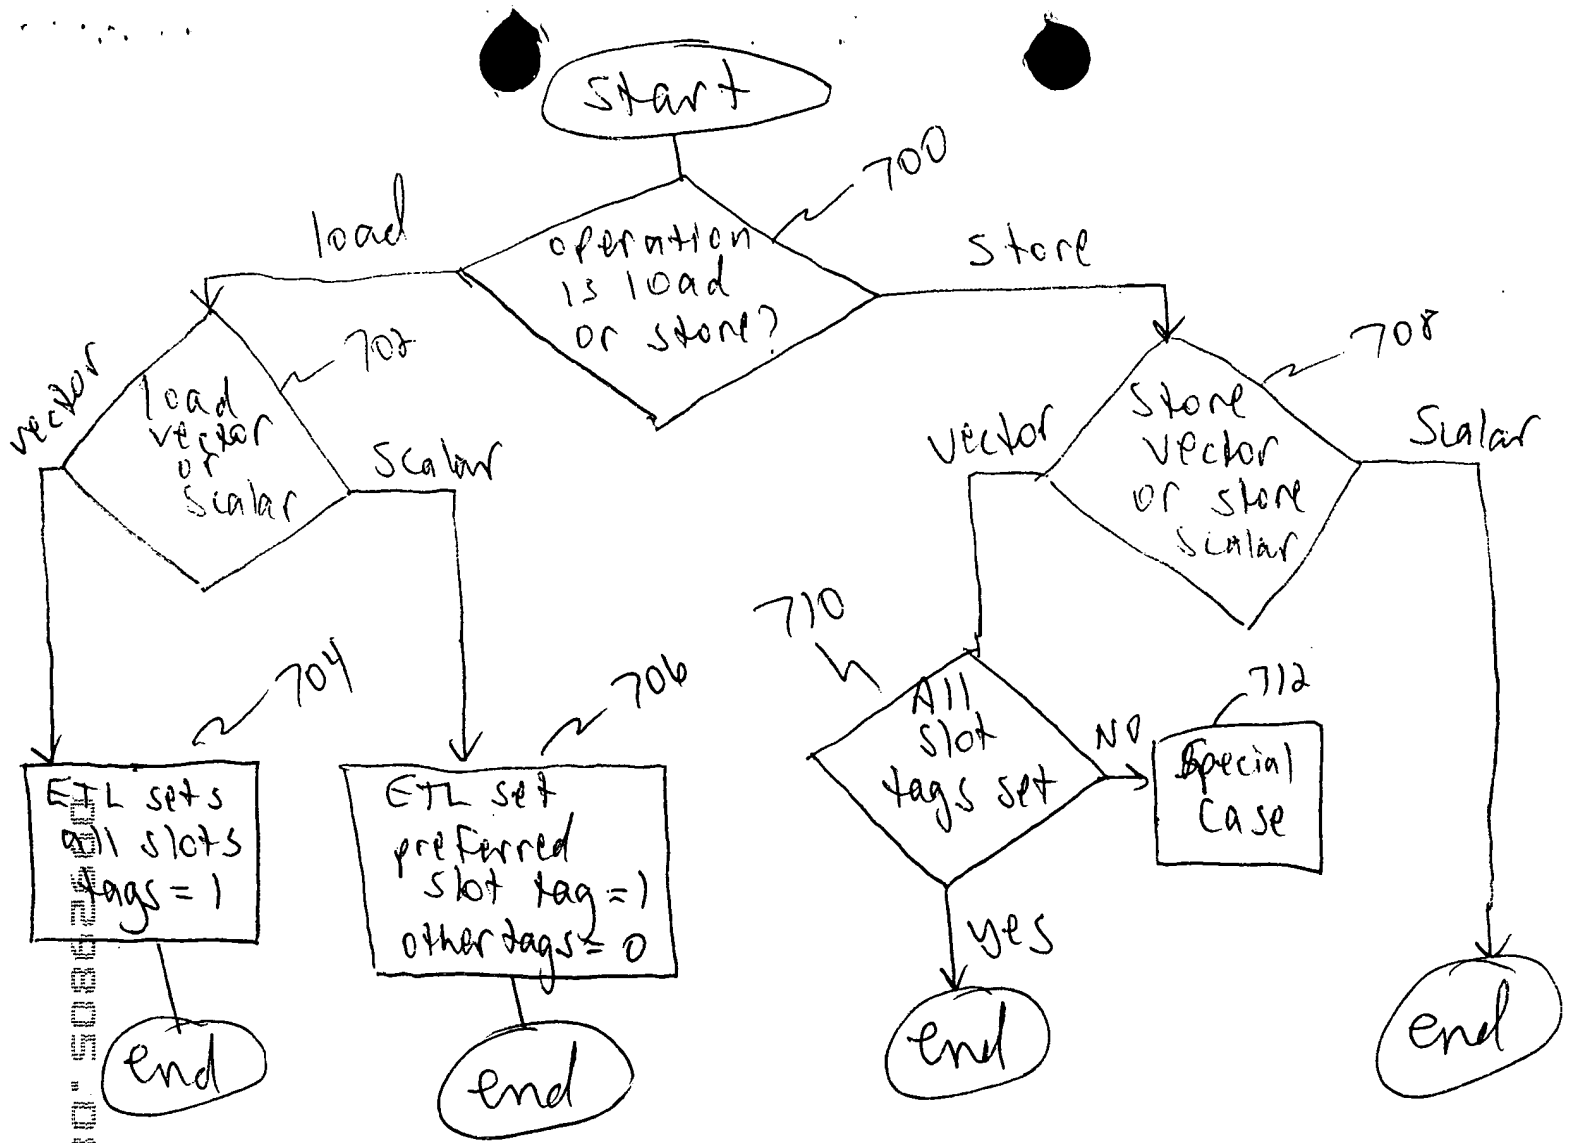 start
700
operation
is load
or store?
load
store
702
load
vector
or
scalar
vector
scalar
708
store
vector
or store
scalar
vector
scalar
704
ETL sets
all slots
tags = 1
end
706
ETL set
preferred
slot tag = 1
other tags = 0
end
710
All
slot
tags set
NO
712
Special
Case
yes
end
end